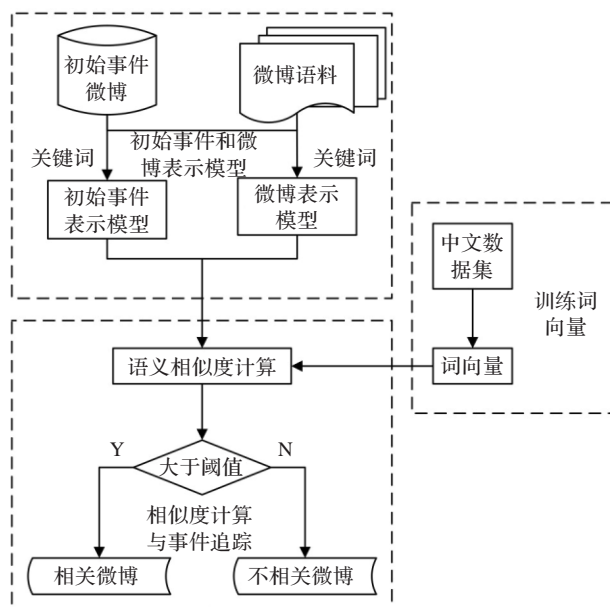 初始事件
微博
微博语料
初始事件和微
博表示模型
关键词
关键词
初始事件
表示模型
微博表示
模型
中文数
据集
训练词
向量
语义相似度计算
词向量
Y
大于阈值
N
相似度计算
与事件追踪
相关微博
不相关微博